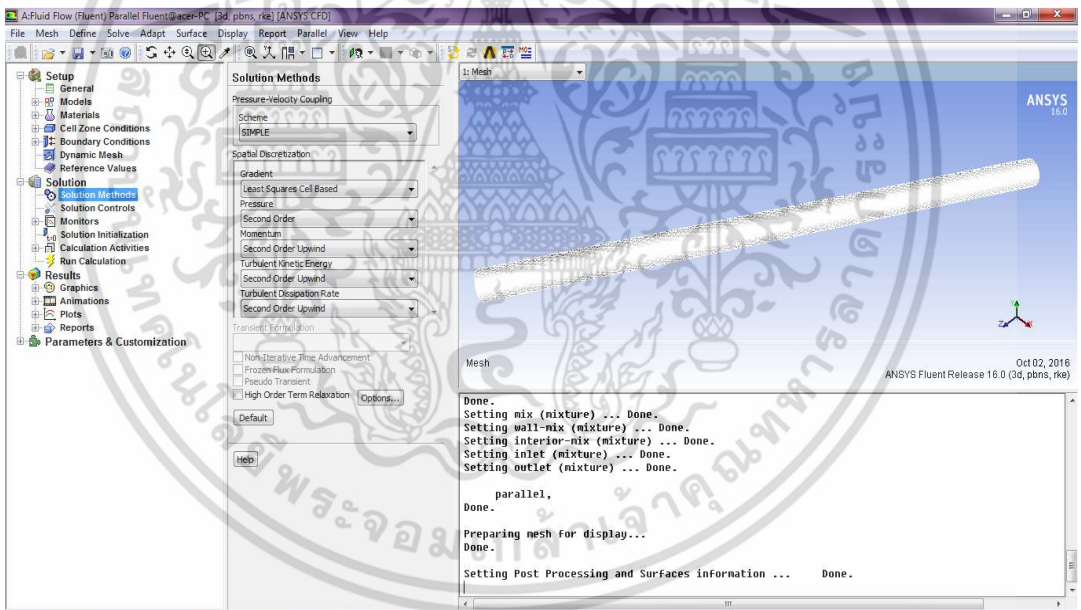 A:Fluid Flow (Fluent) Parallel Fluent@acer-PC [3d, pbns, rke] [ANSYS CFD]
File Mesh Define Solve Adapt Surface Display Report Parallel View Help
Setup
General
Models
Materials
Cell Zone Conditions
Boundary Conditions
Dynamic Mesh
Reference Values
Solution
Solution Methods
Solution Controls
Monitors
Solution Initialization
Calculation Activities
Run Calculation
Results
Graphics
Animations
Plots
Reports
Parameters & Customization
Solution Methods
Pressure-Velocity Coupling
Scheme
SIMPLE
Spatial Discretization
Gradient
Least Squares Cell Based
Pressure
Second Order
Momentum
Second Order Upwind
Turbulent Kinetic Energy
Second Order Upwind
Turbulent Dissipation Rate
Second Order Upwind
Transient Formulation
Non-Iterative Time Advancement
Frozen Flux Formulation
Pseudo Transient
High Order Term Relaxation Options...
Default
Help
1: Mesh
ANSYS
16.0
Y
Z X
Mesh
Oct 02, 2016
ANSYS Fluent Release 16.0 (3d, pbns, rke)
Done.
Setting mix (mixture) ... Done.
Setting wall-mix (mixture) ... Done.
Setting interior-mix (mixture) ... Done.
Setting inlet (mixture) ... Done.
Setting outlet (mixture) ... Done.
parallel,
Done.
Preparing mesh for display...
Done.
Setting Post Processing and Surfaces information ... Done.